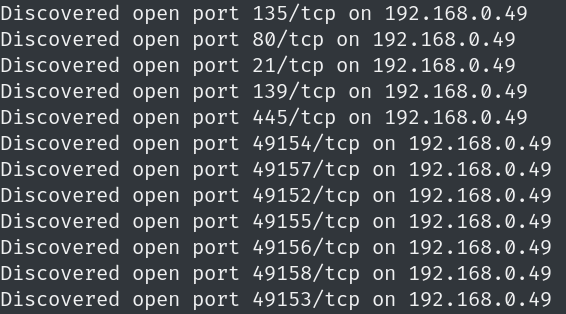 Discovered open port 135/tcp on 192.168.0.49
Discovered open port 80/tcp on 192.168.0.49
Discovered open port 21/tcp on 192.168.0.49
Discovered open port 139/tcp on 192.168.0.49
Discovered open port 445/tcp on 192.168.0.49
Discovered open port 49154/tcp on 192.168.0.49
Discovered open port 49157/tcp on 192.168.0.49
Discovered open port 49152/tcp on 192.168.0.49
Discovered open port 49155/tcp on 192.168.0.49
Discovered open port 49156/tcp on 192.168.0.49
Discovered open port 49158/tcp on 192.168.0.49
Discovered open port 49153/tcp on 192.168.0.49